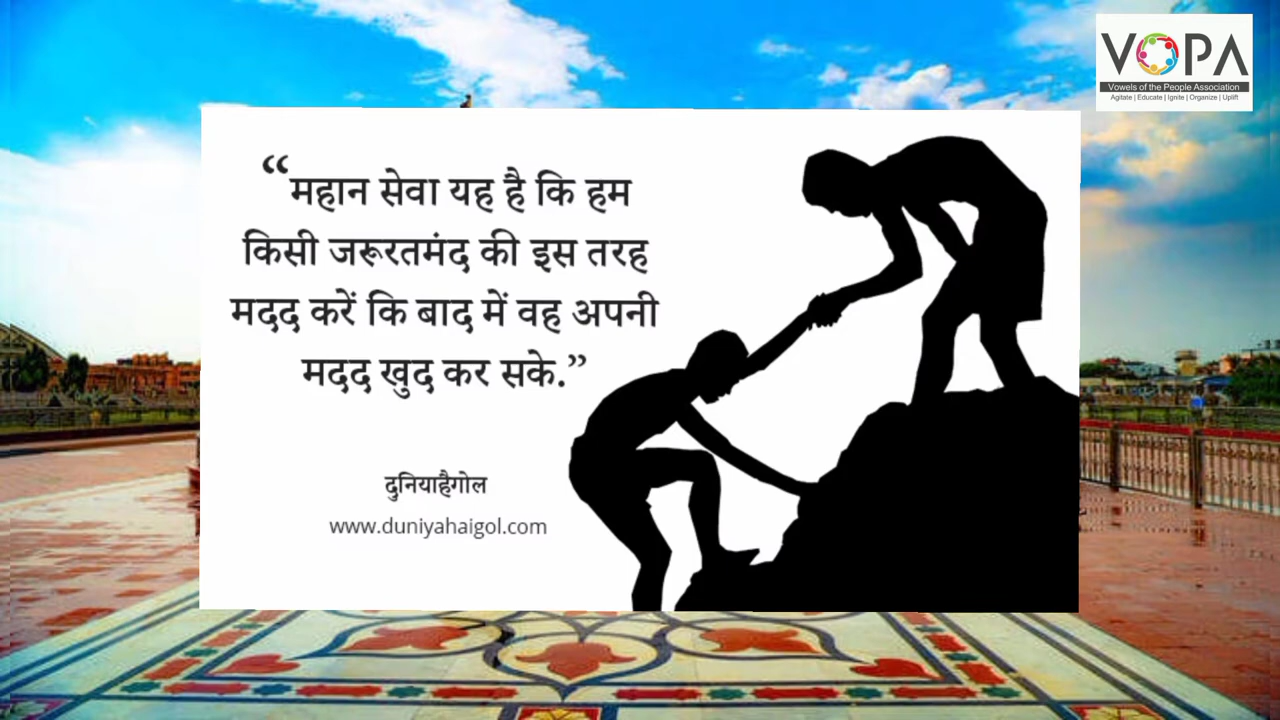 VOPA
Vowels of the People Association
Agitate | Educate | Ignite | Organize | Uplift
“महान सेवा यह है कि हम
किसी जरूरतमंद की इस तरह
मदद करें कि बाद में वह अपनी
मदद खुद कर सके.”
दुनियाहैगोल
www.duniyahaigol.com